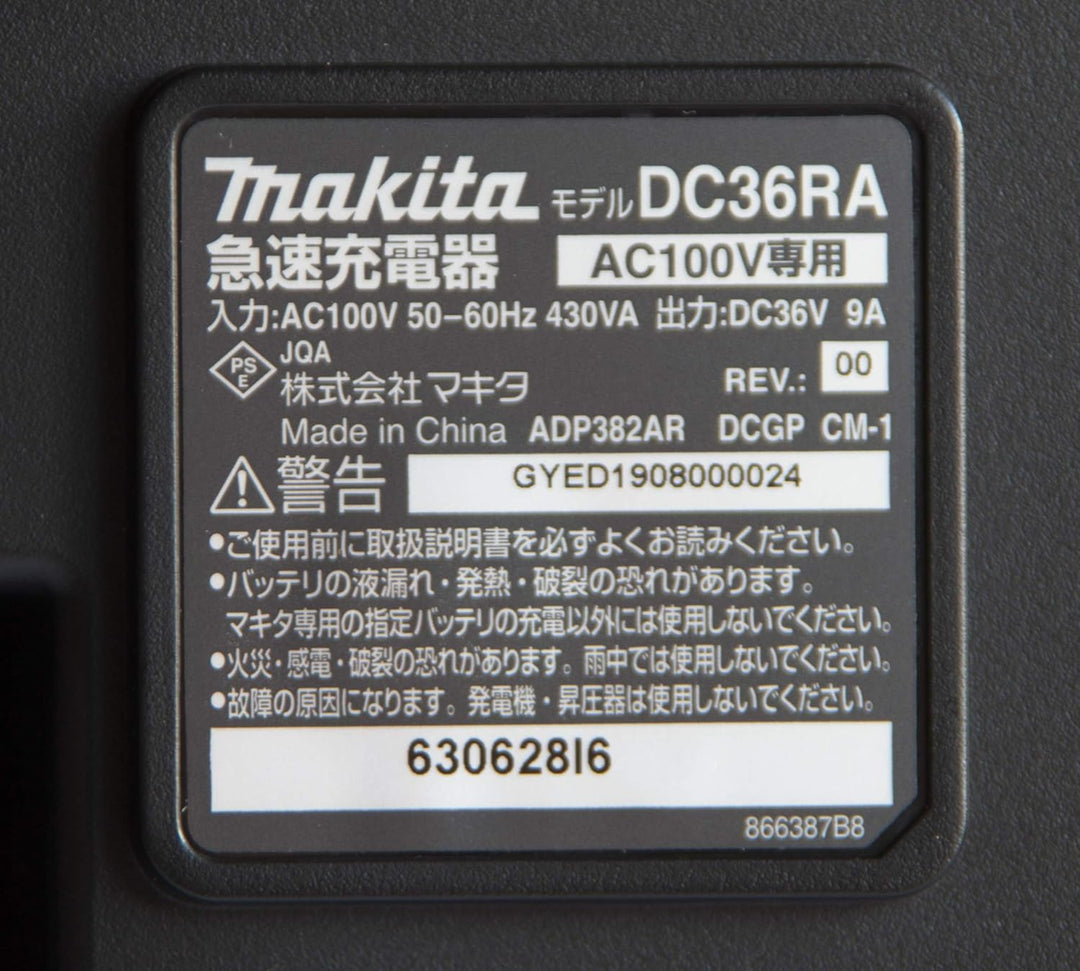 makita モデル DC36RA
急速充電器 AC100V専用
入力:AC100V 50–60Hz 430VA 出力:DC36V 9A
PS
E
JQA
株式会社 マキタ REV.: 00
Made in China ADP382AR DCGP CM-1
警告 GYED1908000024
•ご使用前に取扱説明書を必ずよくお読みください。
•バッテリの液漏れ・発熱・破裂の恐れがあります。
マキタ専用の指定バッテリの充電以外には使用しないでください。
•火災・感電・破裂の恐れがあります。雨中では使用しないでください。
•故障の原因になります。発電機・昇圧器は使用しないでください。
630628I6
866387B8